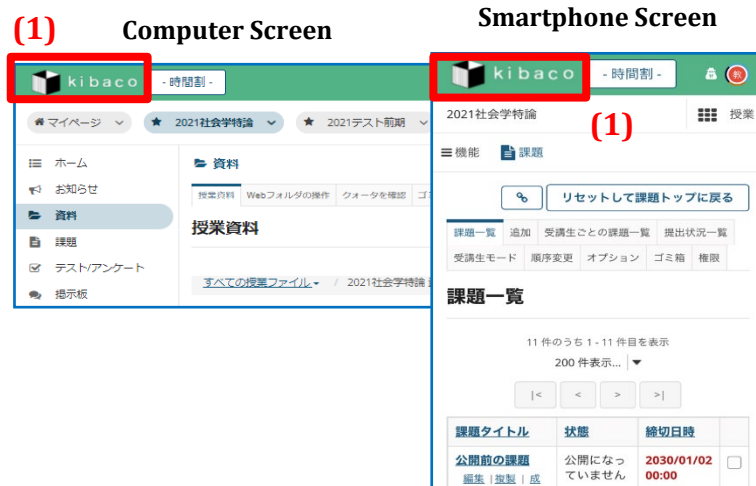 (1)
Computer Screen
kibaco
- 時間割 -
マイページ
2021社会学特論
2021テスト前期
ホーム
お知らせ
資料
課題
テスト/アンケート
掲示板
資料
授業資料 Webフォルダの操作 クォータを確認 ゴミ
授業資料
すべての授業ファイル / 2021社会学特論
Smartphone Screen
kibaco
- 時間割 -
教
2021社会学特論
(1)
授業
機能
課題
リセットして課題トップに戻る
課題一覧 追加 受講生ごとの課題一覧 提出状況一覧
受講生モード 順序変更 オプション ゴミ箱 権限
課題一覧
11 件のうち 1 - 11 件目を表示
200 件表示...
|< < > >|
課題タイトル 状態 締切日時
公開前の課題 公開になっ 2030/01/02
編集 | 複製 | 成 ていません 00:00